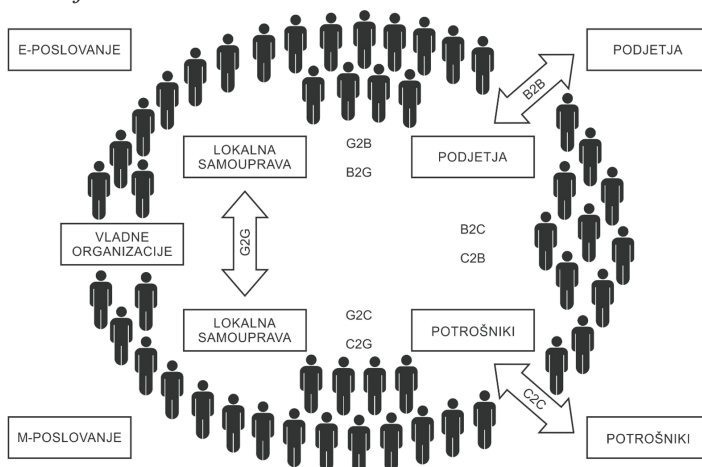 E-POSLOVANJE
PODJETJA
B2B
LOKALNA
SAMOUPRAVA
G2B
B2G
PODJETJA
VLADNE
ORGANIZACIJE
G2G
B2C
C2B
LOKALNA
SAMOUPRAVA
G2C
C2G
POTROŠNIKI
C2C
M-POSLOVANJE
POTROŠNIKI